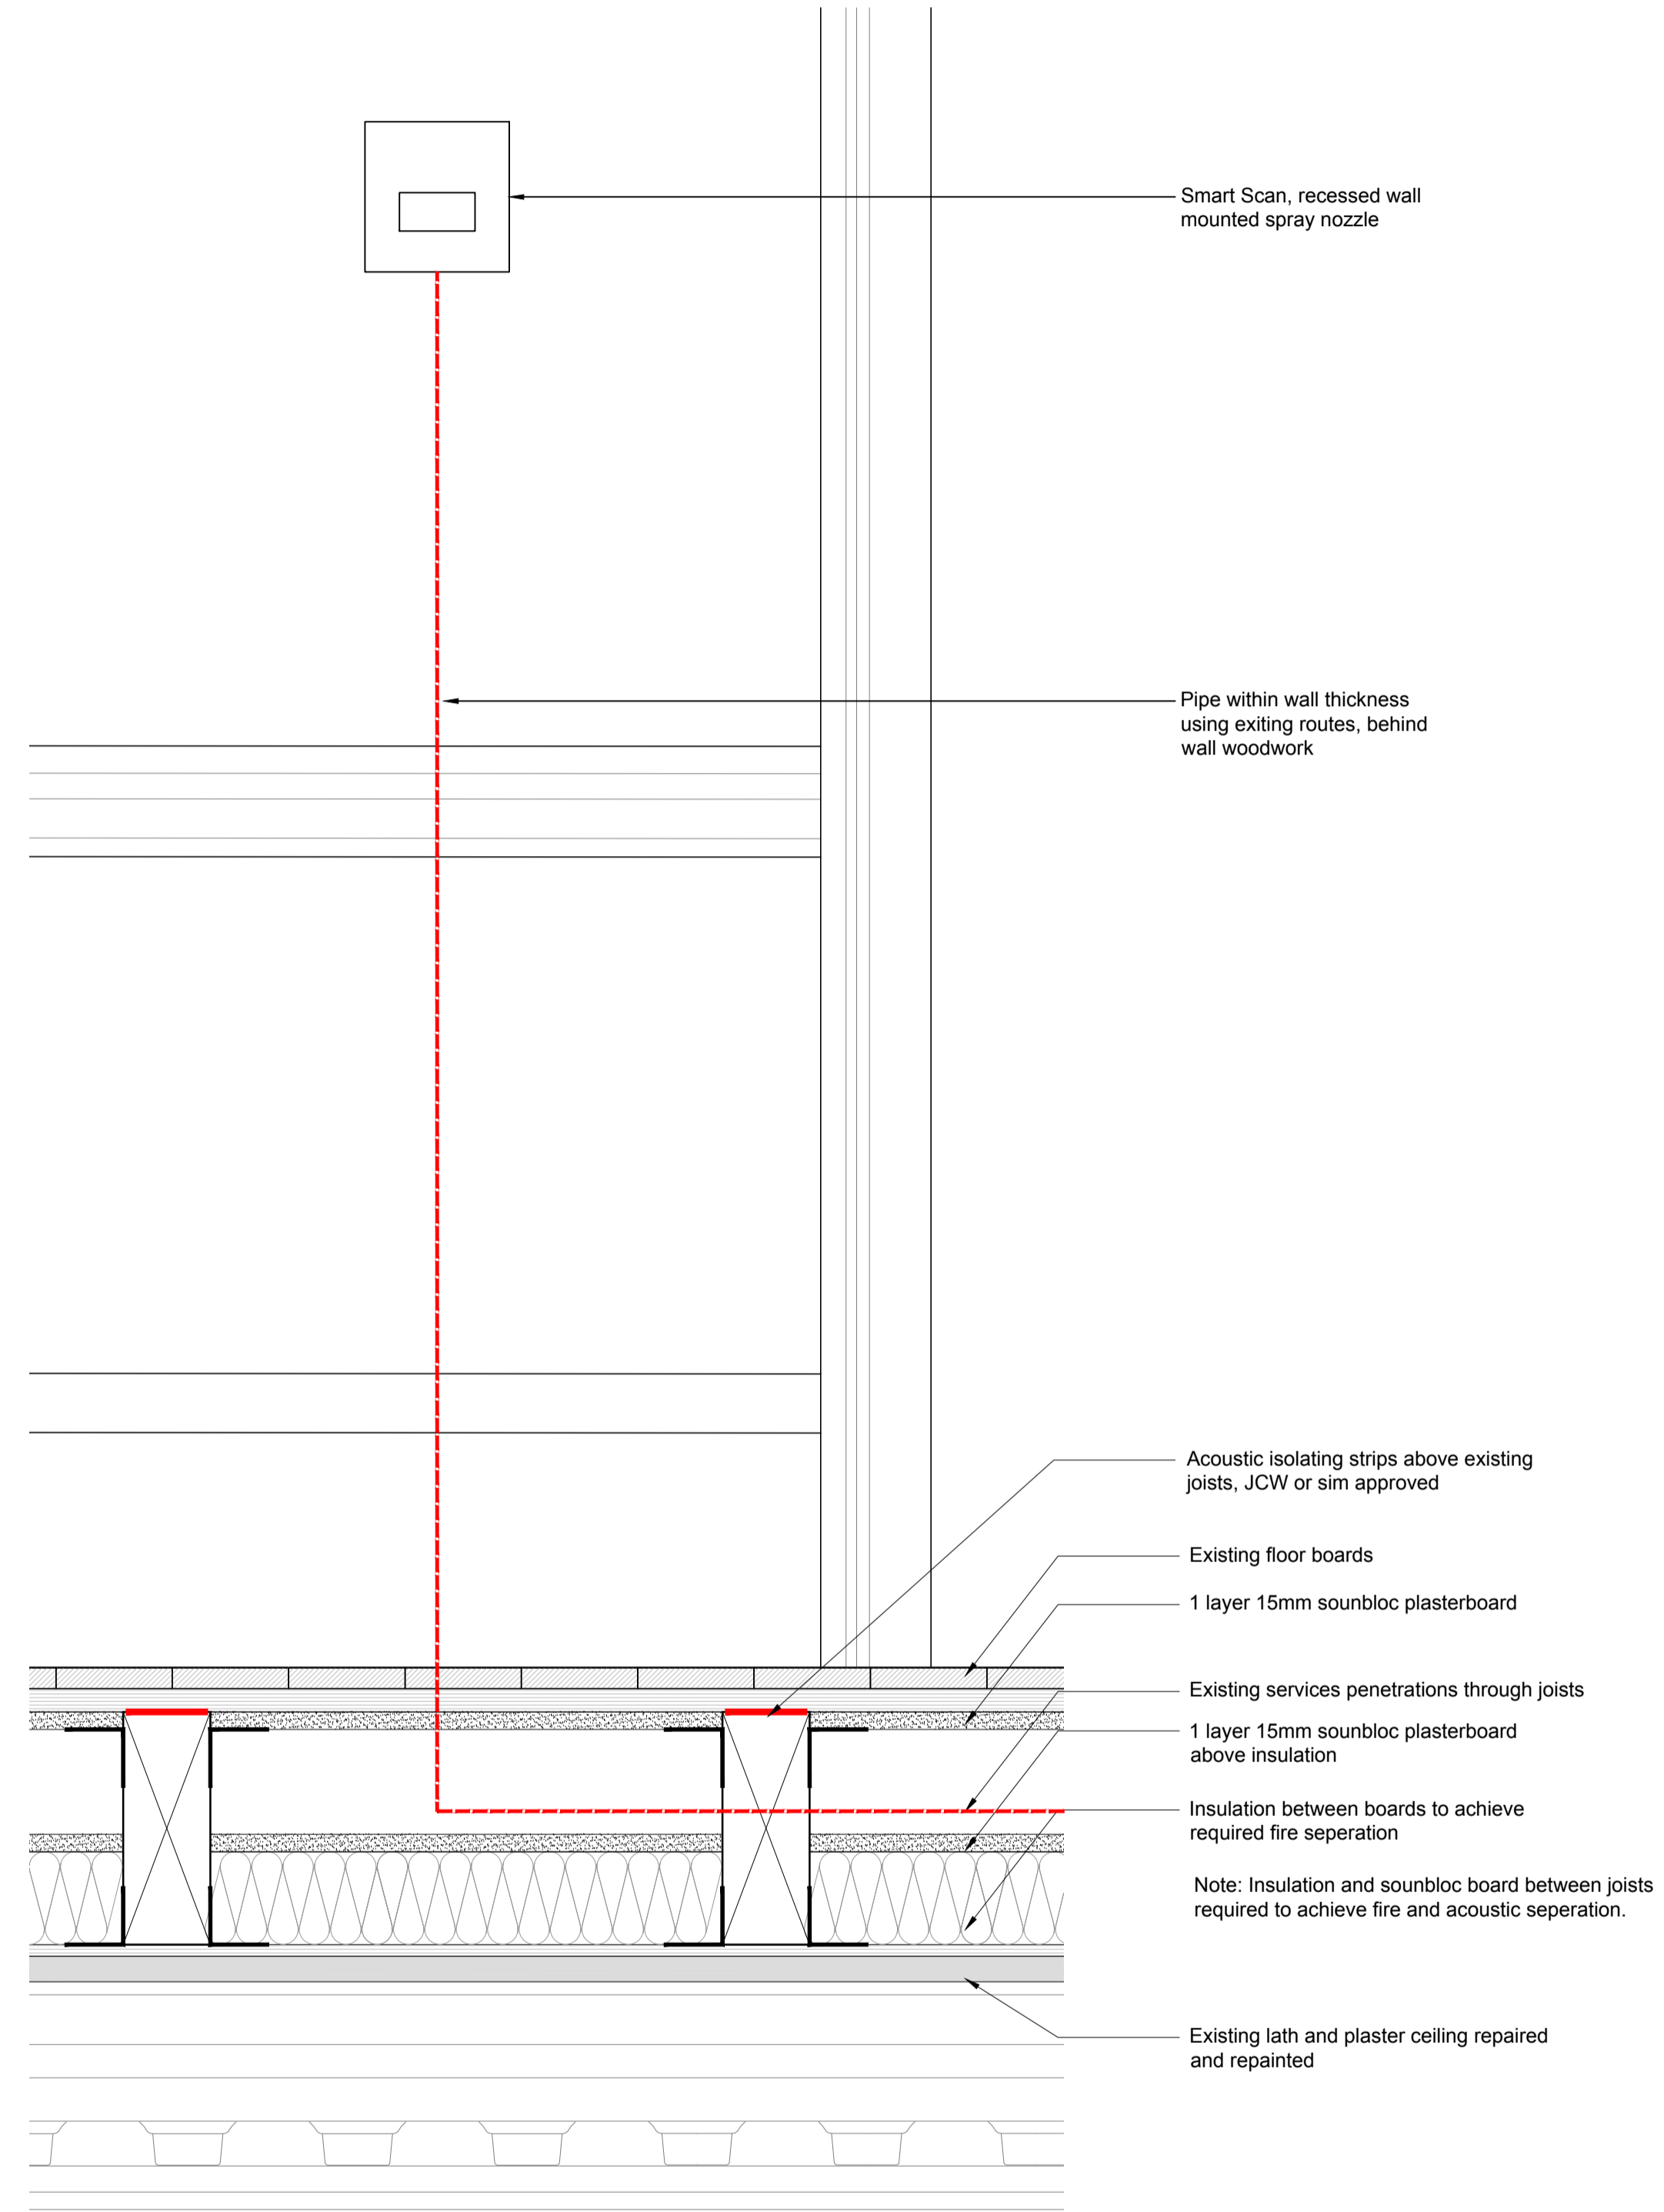 Smart Scan, recessed wall
mounted spray nozzle
Pipe within wall thickness
using exiting routes, behind
wall woodwork
Acoustic isolating strips above existing
joists, JCW or sim approved
Existing floor boards
1 layer 15mm sounbloc plasterboard
Existing services penetrations through joists
1 layer 15mm sounbloc plasterboard
above insulation
Insulation between boards to achieve
required fire seperation
Note: Insulation and sounbloc board between joists
required to achieve fire and acoustic seperation.
Existing lath and plaster ceiling repaired
and repainted